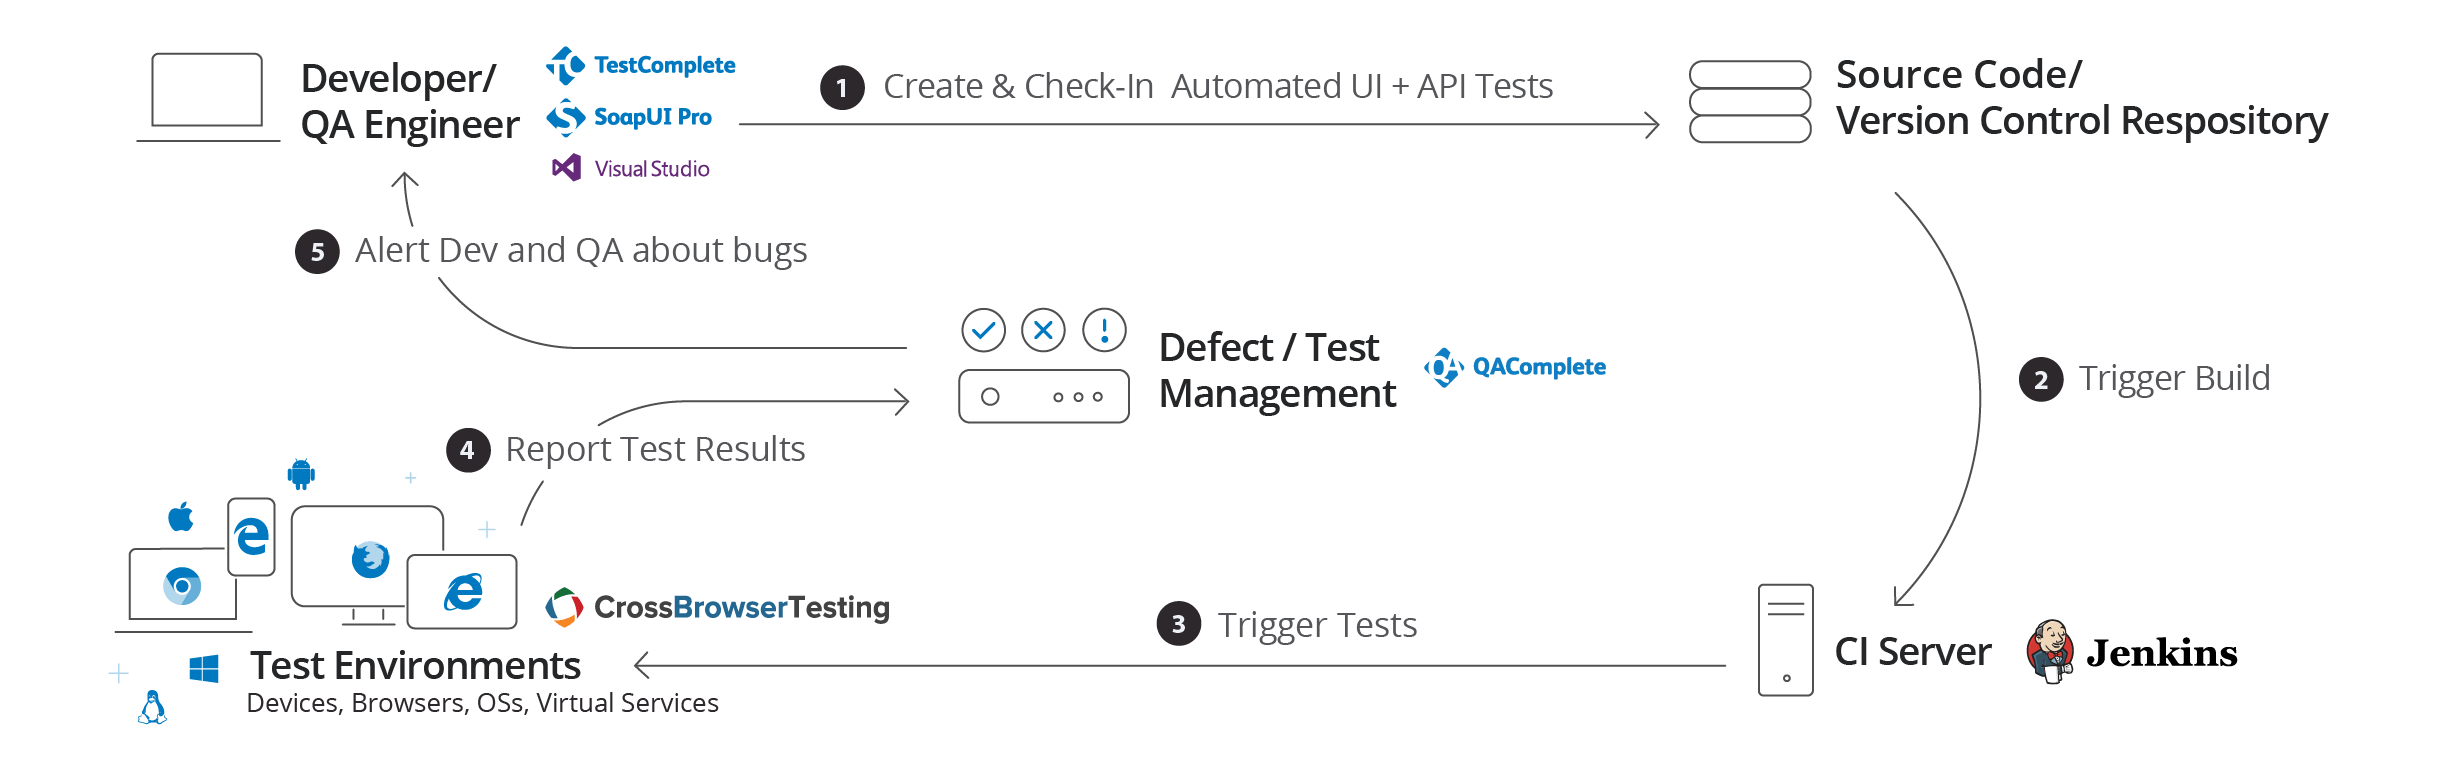 Developer/
QA Engineer
TestComplete
SoapUI Pro
Visual Studio
1 Create & Check-In Automated UI + API Tests
Source Code/
Version Control Respository
2 Trigger Build
5 Alert Dev and QA about bugs
Defect / Test
Management
QA QAComplete
4 Report Test Results
CrossBrowserTesting
3 Trigger Tests
CI Server
Jenkins
Test Environments
Devices, Browsers, OSs, Virtual Services